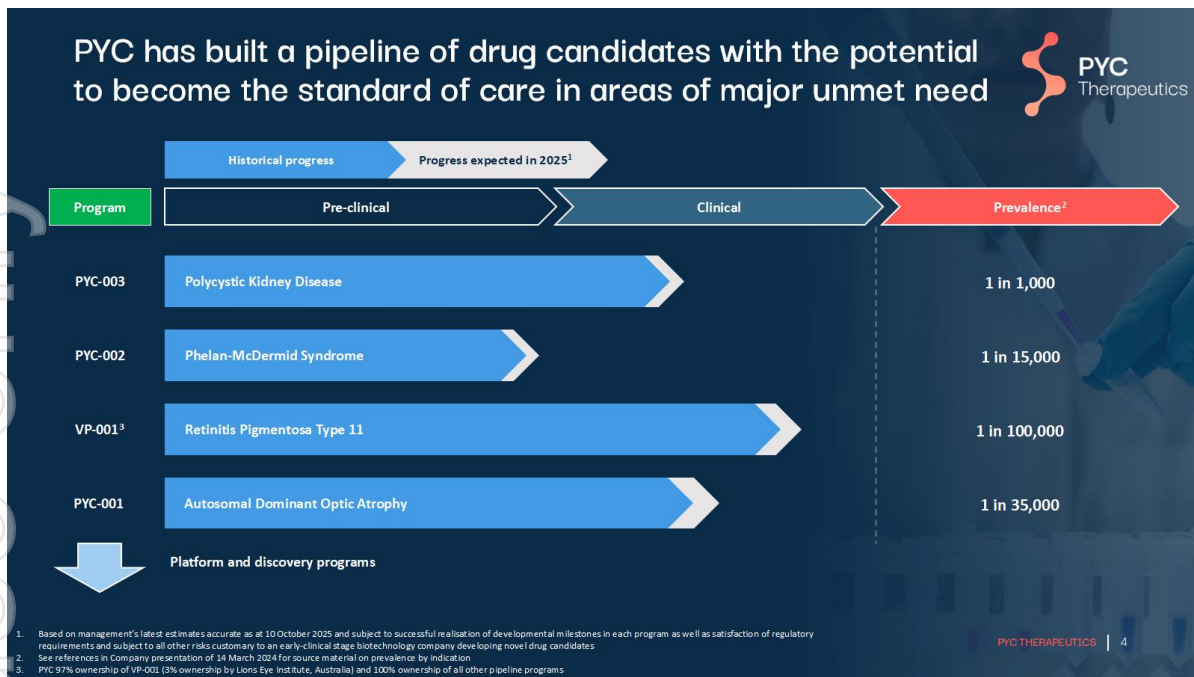 PYC has built a pipeline of drug candidates with the potential
to become the standard of care in areas of major unmet need
PYC
Therapeutics
Historical progress
Progress expected in 2025¹
Program
Pre-clinical
Clinical
Prevalence²
PYC-003
Polycystic Kidney Disease
1 in 1,000
PYC-002
Phelan-McDermid Syndrome
1 in 15,000
VP-001³
Retinitis Pigmentosa Type 11
1 in 100,000
PYC-001
Autosomal Dominant Optic Atrophy
1 in 35,000
Platform and discovery programs
1. Based on management's latest estimates accurate as at 10 October 2025 and subject to successful realisation of developmental milestones in each program as well as satisfaction of regulatory
requirements and subject to all other risks customary to an early-clinical stage biotechnology company developing novel drug candidates
2. See references in Company presentation of 14 March 2024 for source material on prevalence by indication
3. PYC 97% ownership of VP-001 (3% ownership by Lions Eye Institute, Australia) and 100% ownership of all other pipeline programs
PYC THERAPEUTICS | 4